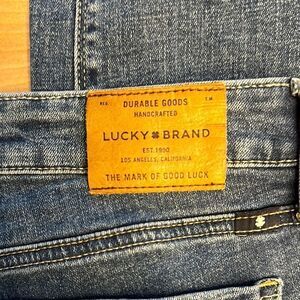 REG. DURABLE GOODS T.M.
HANDCRAFTED
LUCKY BRAND
EST. 1990
LOS ANGELES, CALIFORNIA
THE MARK OF GOOD LUCK